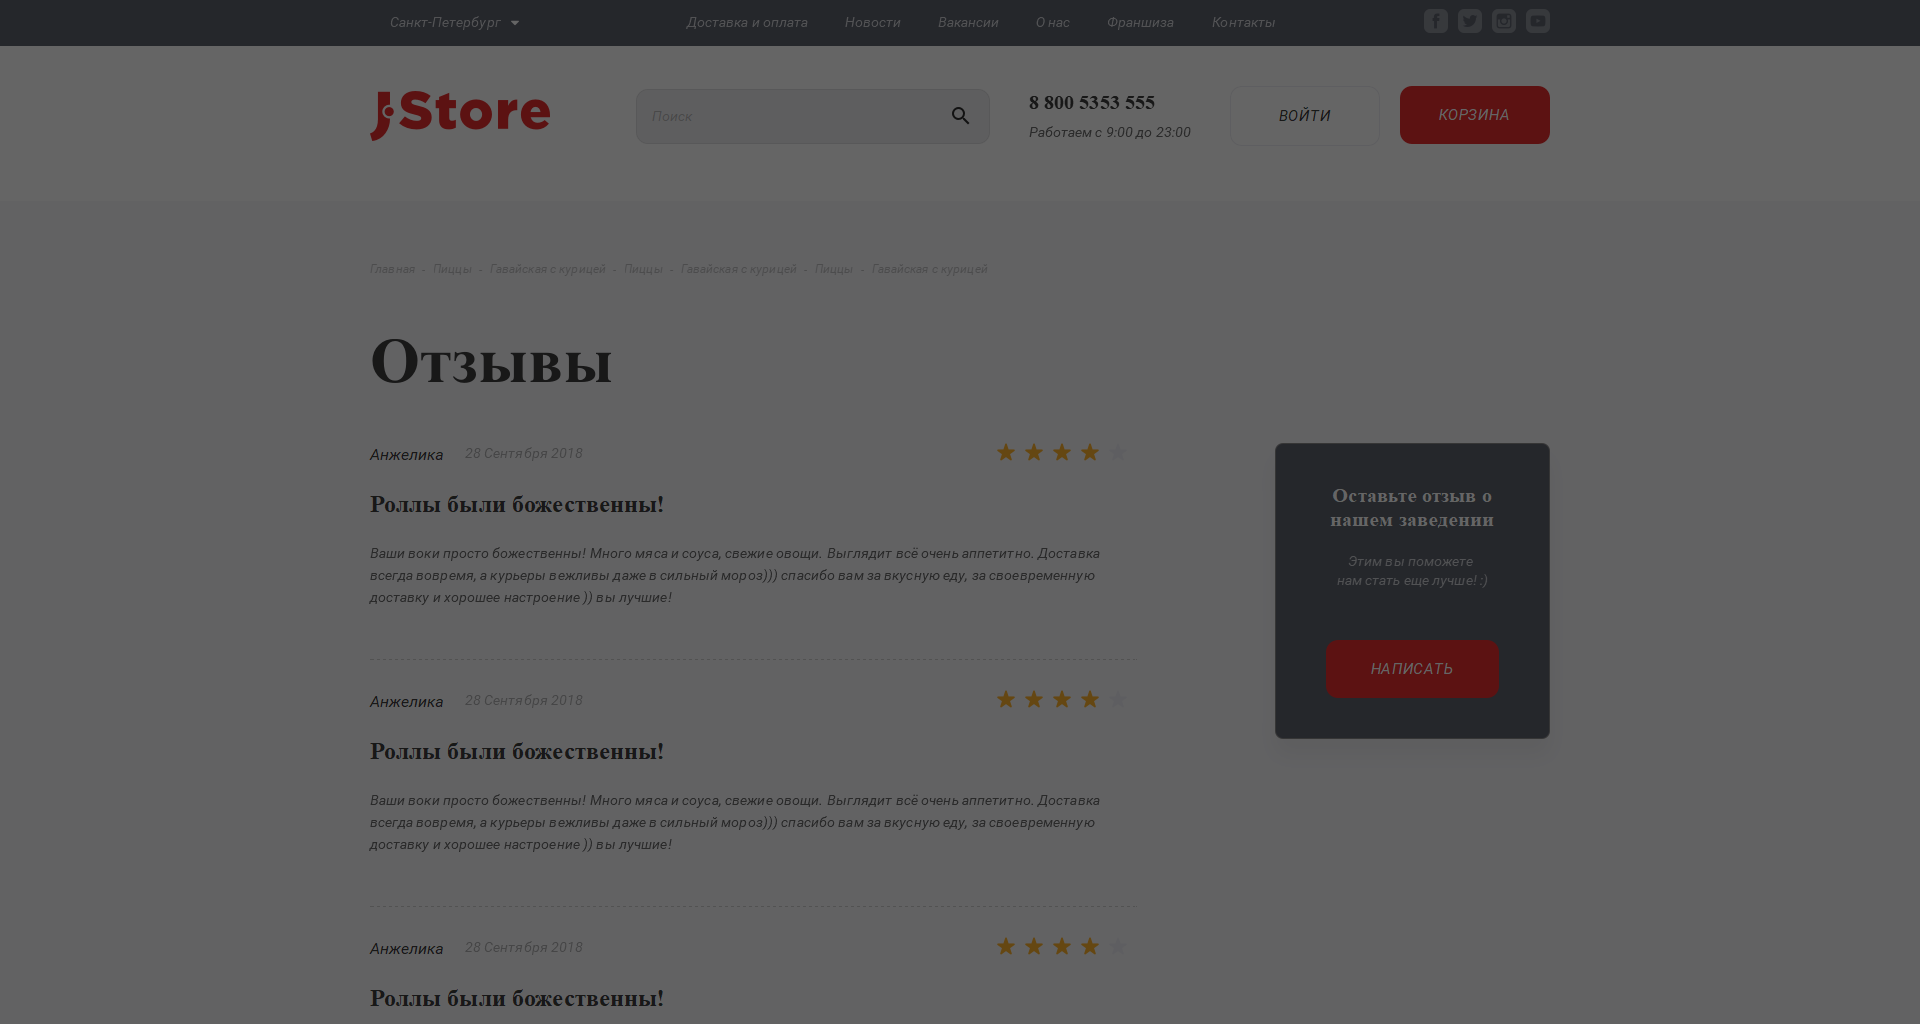 Санкт-Петербург
Доставка и оплата Новости Вакансии О нас Франшиза Контакты
JStore
Поиск
8 800 5353 555
Работаем с 9:00 до 23:00
ВОЙТИ
КОРЗИНА
Главная - Пиццы - Гавайская с курицей - Пиццы - Гавайская с курицей - Пиццы - Гавайская с курицей
Отзывы
Анжелика 28 Сентября 2018
Роллы были божественны!
Ваши воки просто божественны! Много мяса и соуса, свежие овощи. Выглядит всё очень аппетитно. Доставка
всегда вовремя, а курьеры вежливы даже в сильный мороз))) спасибо вам за вкусную еду, за своевременную
доставку и хорошее настроение )) вы лучшие!
Анжелика 28 Сентября 2018
Роллы были божественны!
Ваши воки просто божественны! Много мяса и соуса, свежие овощи. Выглядит всё очень аппетитно. Доставка
всегда вовремя, а курьеры вежливы даже в сильный мороз))) спасибо вам за вкусную еду, за своевременную
доставку и хорошее настроение )) вы лучшие!
Анжелика 28 Сентября 2018
Роллы были божественны!
Оставьте отзыв о
нашем заведении
Этим вы поможете
нам стать еще лучше! :)
НАПИСАТЬ